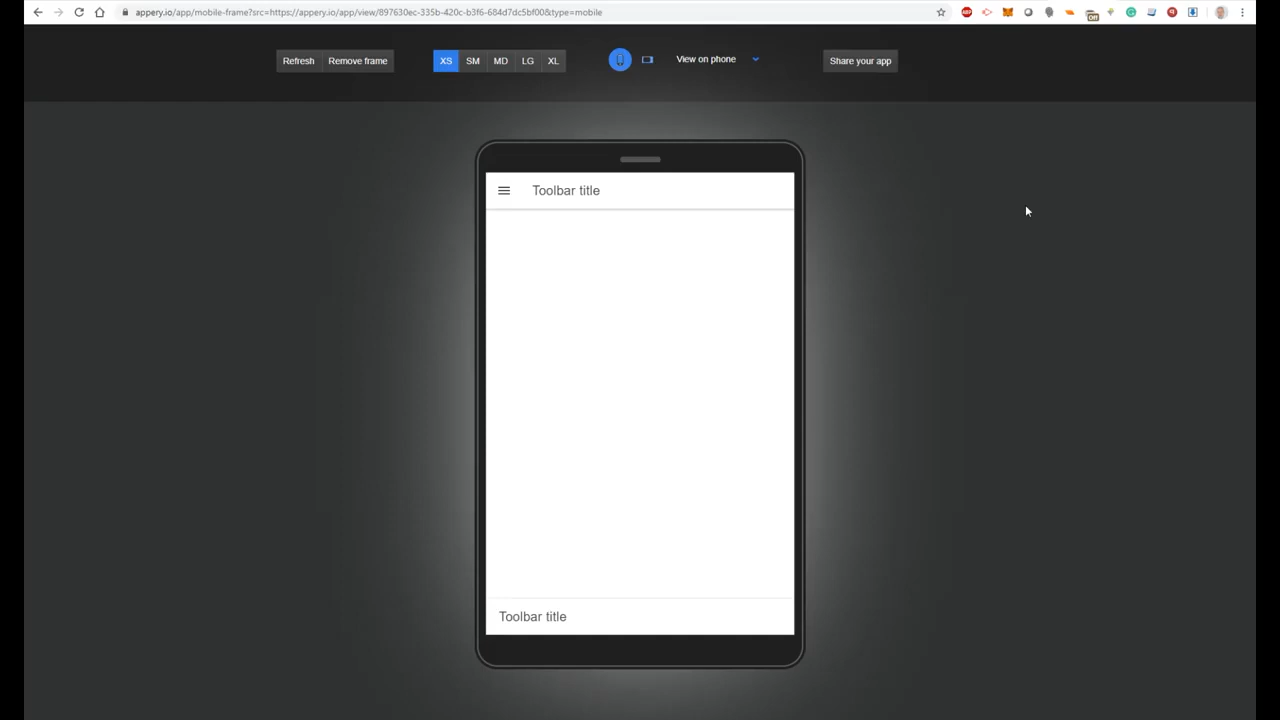 appery.io/app/mobile-frame?src=https://appery.io/app/view/897630ec-335b-420c-b3f6-684d7dc5bf00&type=mobile
Off
Refresh Remove frame XS SM MD LG XL View on phone Share your app
Toolbar title
Toolbar title